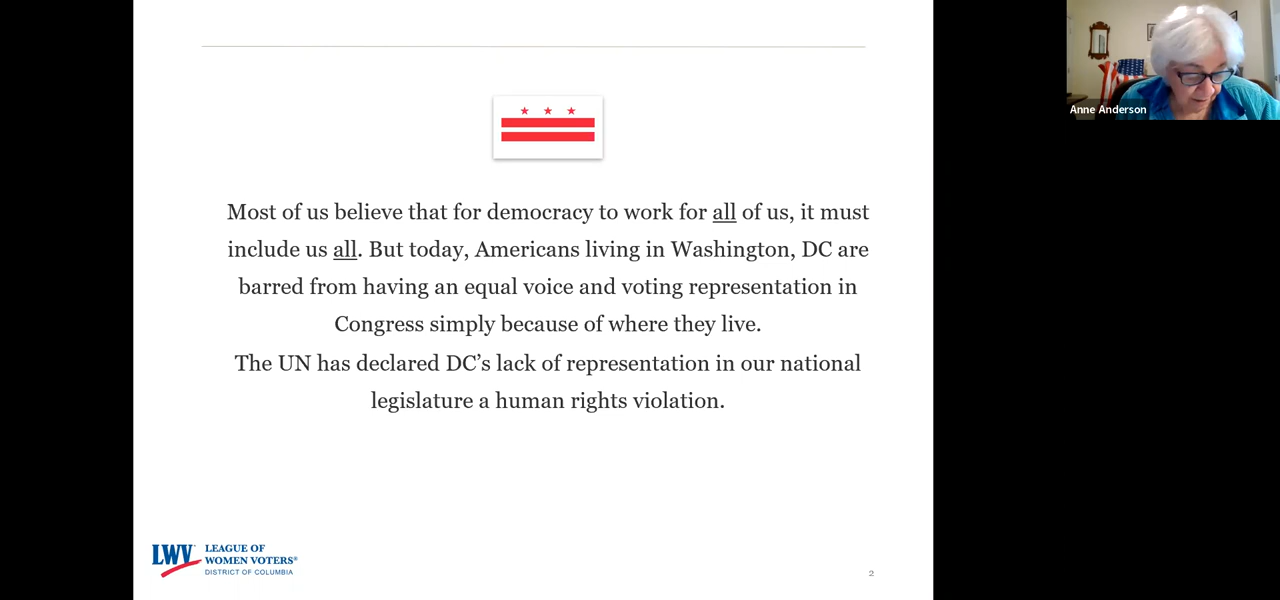 Anne Anderson
Most of us believe that for democracy to work for all of us, it must
include us all. But today, Americans living in Washington, DC are
barred from having an equal voice and voting representation in
Congress simply because of where they live.
The UN has declared DC’s lack of representation in our national
legislature a human rights violation.
LWV
LEAGUE OF
WOMEN VOTERS®
DISTRICT OF COLUMBIA
2